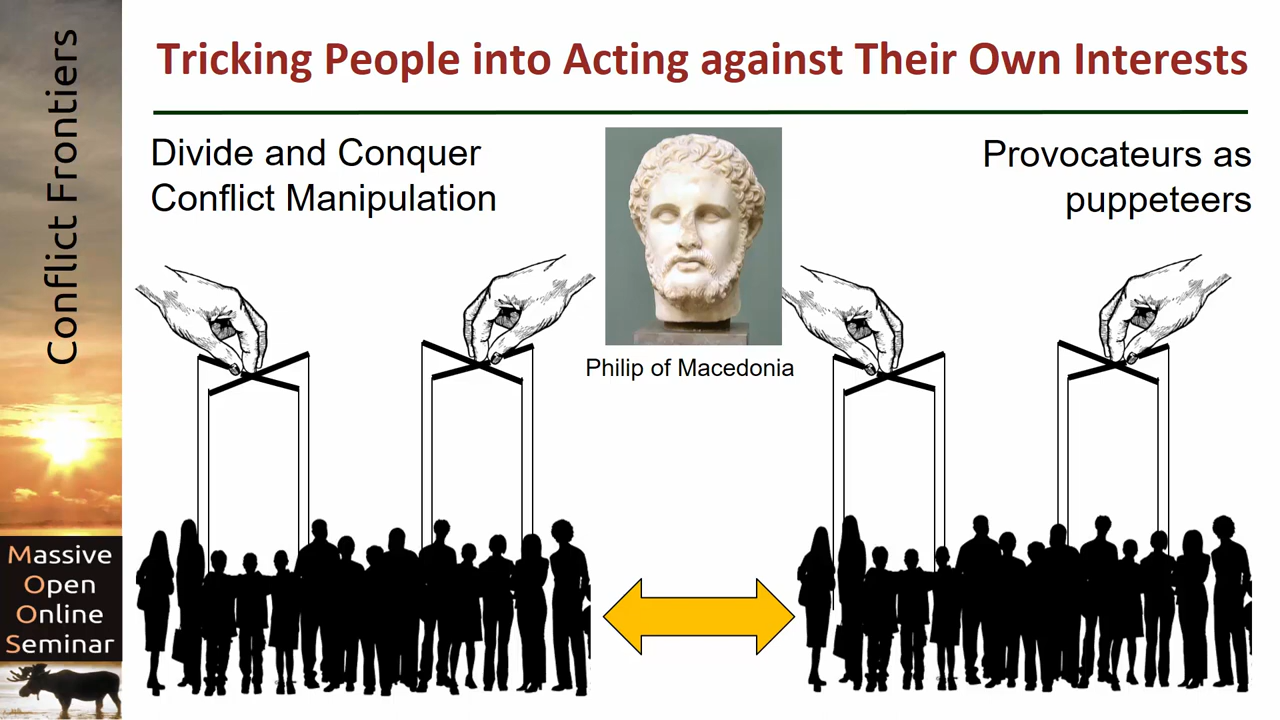 Conflict Frontiers
Tricking People into Acting against Their Own Interests
Divide and Conquer
Conflict Manipulation
Provocateurs as
puppeteers
Philip of Macedonia
Massive
Open
Online
Seminar